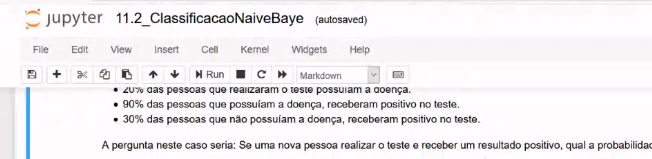 jupyter 11.2_ClassificacaoNaiveBaye (autosaved)
File Edit View Insert Cell Kernel Widgets Help
Run Markdown
20% das pessoas que realizaram o teste possuíam a doença.
90% das pessoas que possuíam a doença, receberam positivo no teste.
30% das pessoas que não possuíam a doença, receberam positivo no teste.
A pergunta neste caso seria: Se uma nova pessoa realizar o teste e receber um resultado positivo, qual a probabilidad